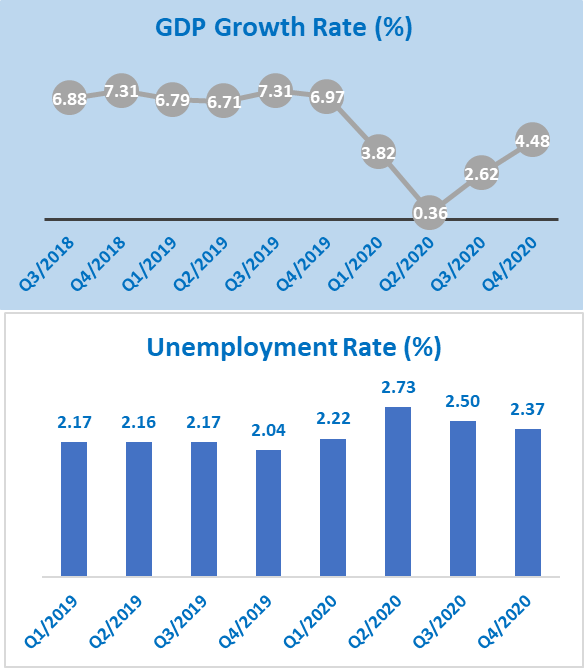 GDP Growth Rate (%)
6.88 7.31 6.79 6.71 7.31 6.97 3.82 0.36 2.62 4.48
Q3/2018 Q4/2018 Q1/2019 Q2/2019 Q3/2019 Q4/2019 Q1/2020 Q2/2020 Q3/2020 Q4/2020
Unemployment Rate (%)
2.17 2.16 2.17 2.04 2.22 2.73 2.50 2.37
Q1/2019 Q2/2019 Q3/2019 Q4/2019 Q1/2020 Q2/2020 Q3/2020 Q4/2020